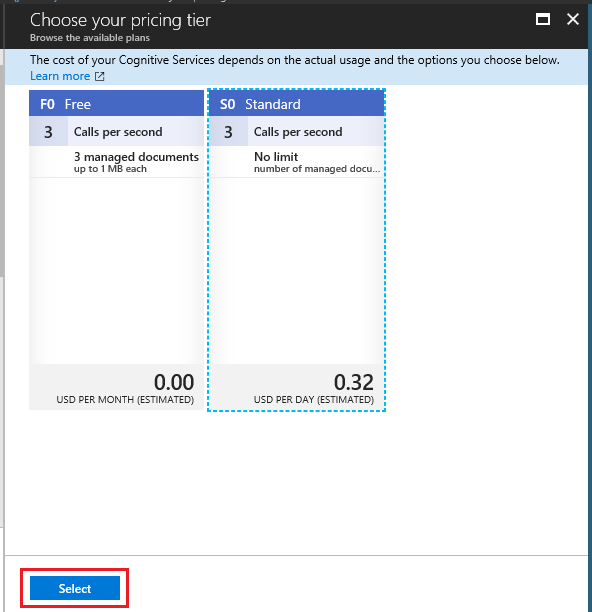 Choose your pricing tier
Browse the available plans
The cost of your Cognitive Services depends on the actual usage and the options you choose below.
Learn more
F0 Free
3 Calls per second
3 managed documents
up to 1 MB each
0.00
USD PER MONTH (ESTIMATED)
S0 Standard
3 Calls per second
No limit
number of managed docu...
0.32
USD PER DAY (ESTIMATED)
Select